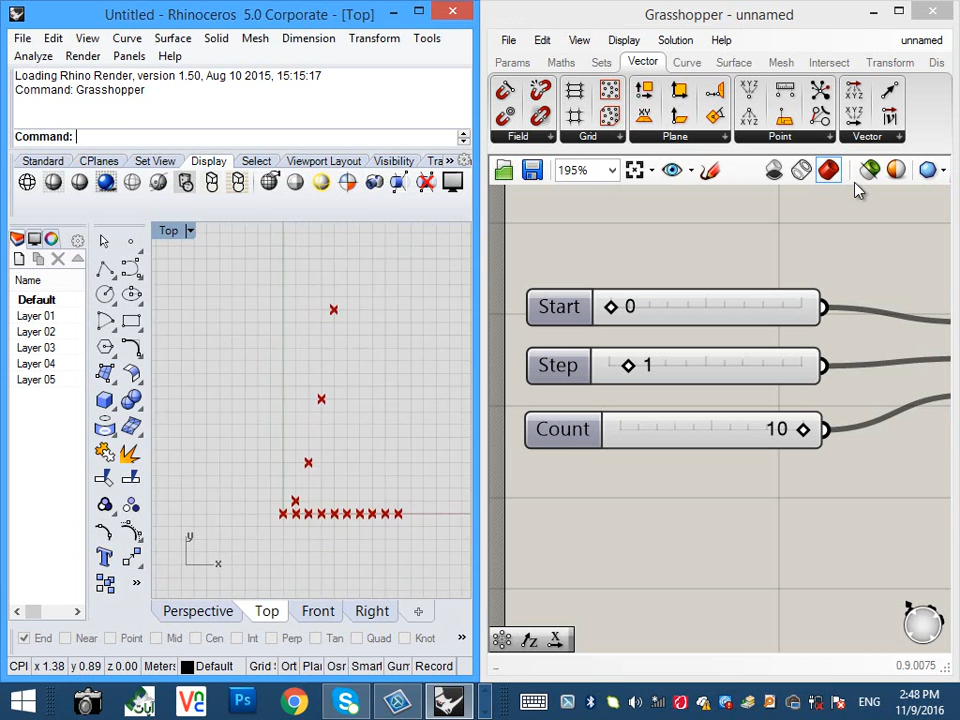 Untitled - Rhinoceros 5.0 Corporate - [Top]
File Edit View Curve Surface Solid Mesh Dimension Transform Tools
Analyze Render Panels Help
Loading Rhino Render, version 1.50, Aug 10 2015, 15:15:17
Command: Grasshopper
Command:
Standard CPlanes Set View Display Select Viewport Layout Visibility Tra »
Top
Name
Default
Layer 01
Layer 02
Layer 03
Layer 04
Layer 05
y
x
Perspective Top Front Right
End Near Point Mid Cen Int Perp Tan Quad Knot »
CPl x 1.38 y 0.89 z 0.00 Meters Default Grid S Ort Plar Osr Smart Gum Record
Grasshopper - unnamed
File Edit View Display Solution Help unnamed
Params Maths Sets Vector Curve Surface Mesh Intersect Transform Dis
Field Grid Plane Point Vector
195%
Start 0
Step 1
Count 10
0.9.0075
ENG
2:48 PM
11/9/2016